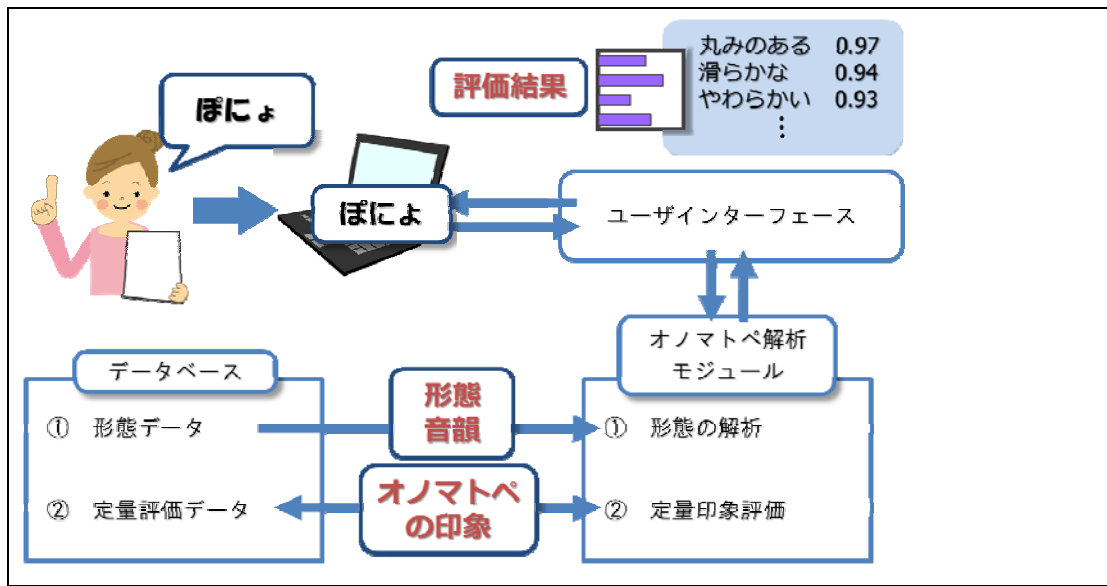 ぽにょ
評価結果
丸みのある 0.97
滑らかな 0.94
やわらかい 0.93
⋮
ぽにょ
ユーザインターフェース
オノマトペ解析
モジュール
データベース
① 形態データ
② 定量評価データ
形態
音韻
オノマトペ
の印象
① 形態の解析
② 定量印象評価